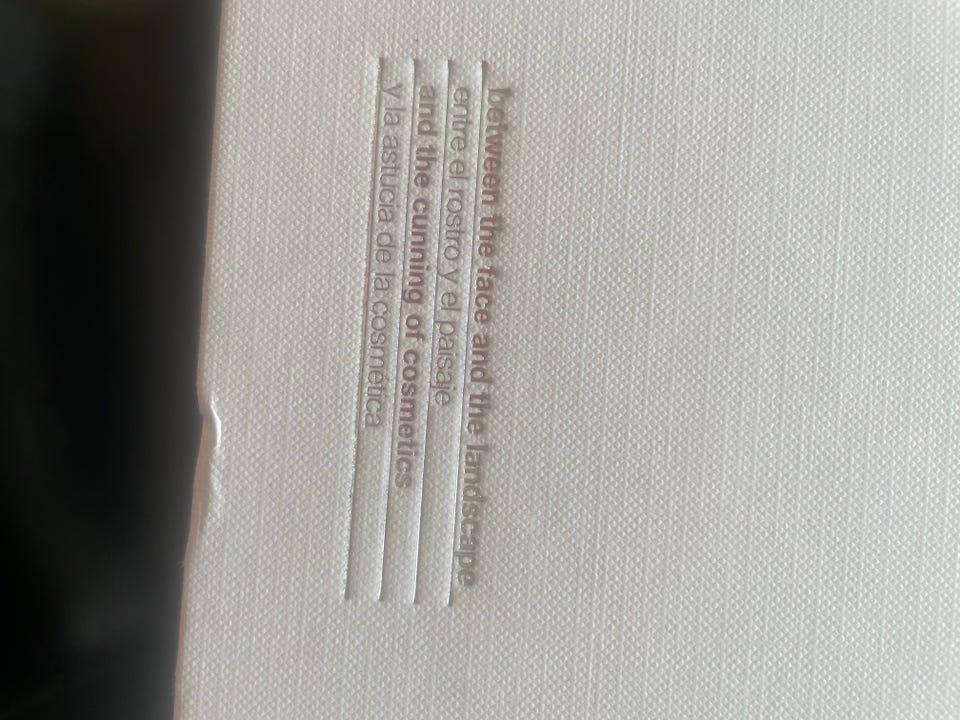 between the face and the landscape
entre el rostro y el paisaje
and the cunning of cosmetics
y la astucia de la cosmética